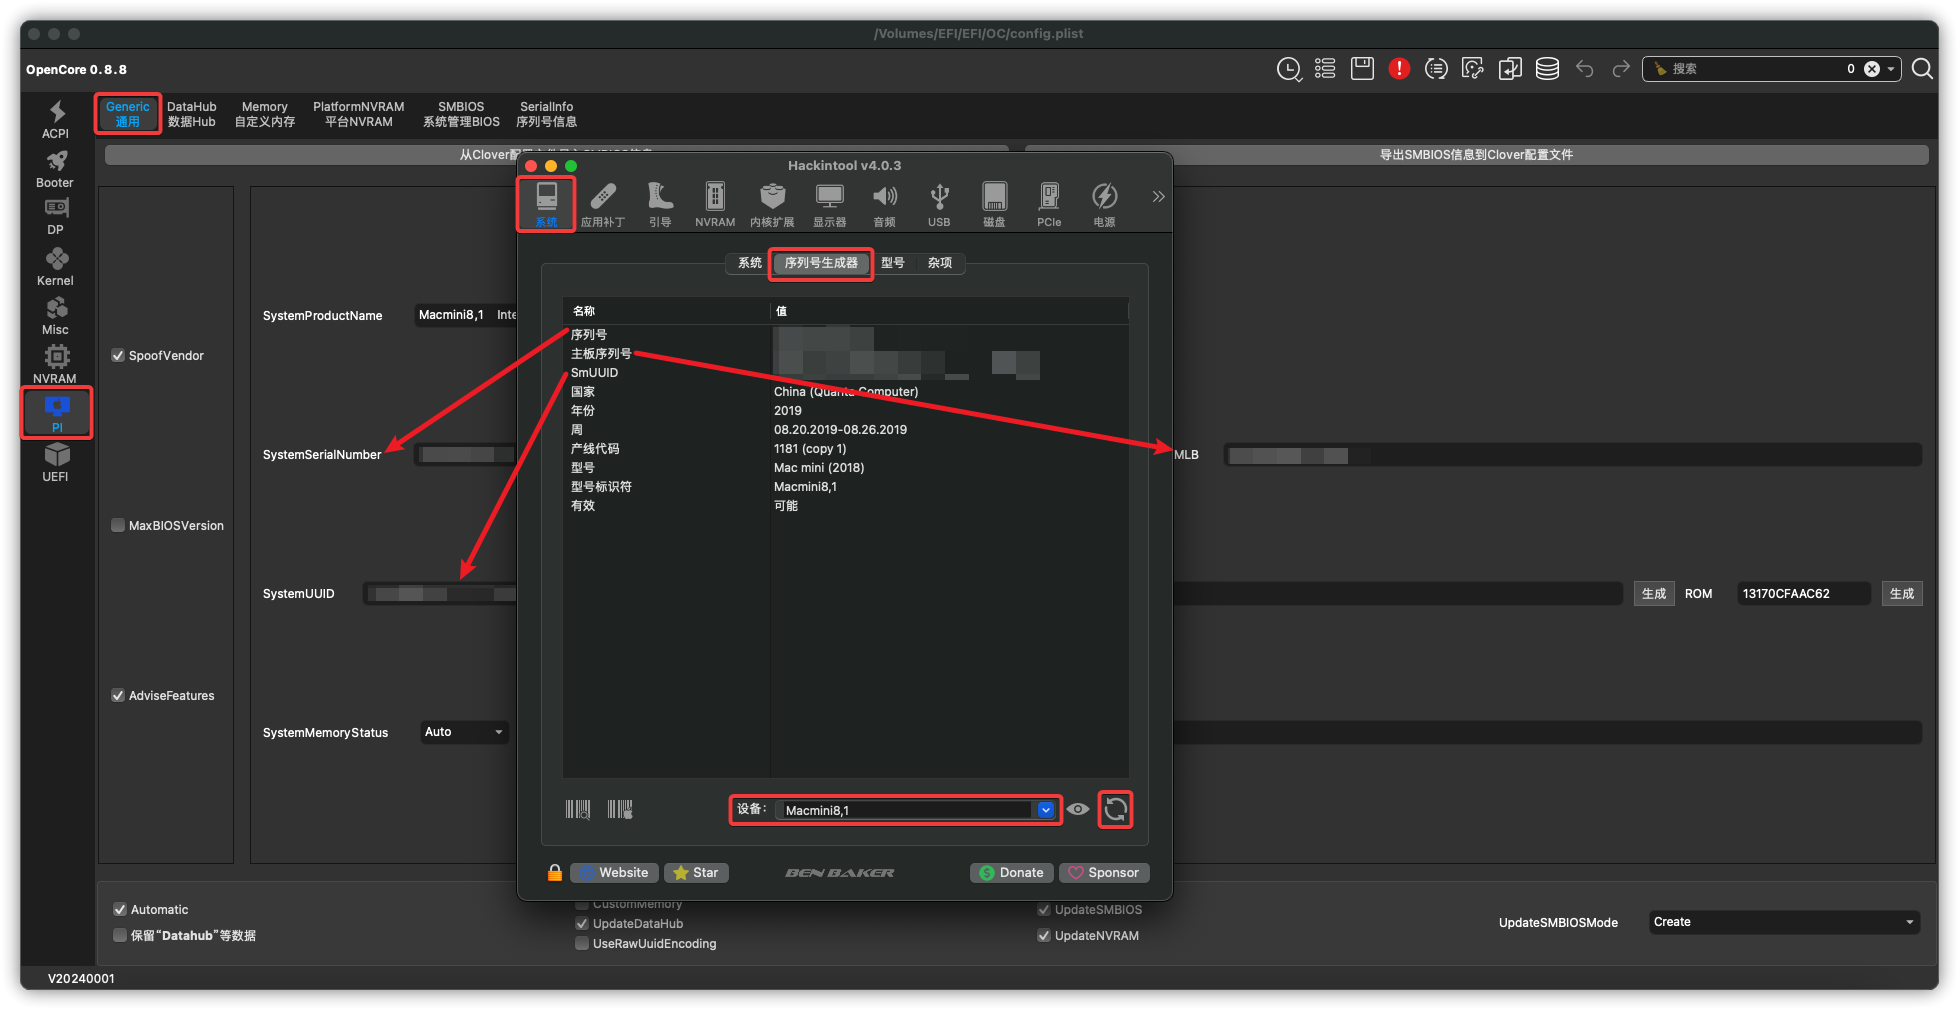 /Volumes/EFI/EFI/OC/config.plist
OpenCore 0.8.8
搜索
0
ACPI
Booter
DP
Kernel
Misc
NVRAM
PI
UEFI
Generic
通用
DataHub
数据Hub
Memory
自定义内存
PlatformNVRAM
平台NVRAM
SMBIOS
系统管理BIOS
SerialInfo
序列号信息
从Clover
导出SMBIOS信息到Clover配置文件
SpoofVendor
MaxBIOSVersion
AdviseFeatures
SystemProductName
Macmini8,1
SystemSerialNumber
MLB
SystemUUID
生成
ROM
13170CFAAC62
生成
SystemMemoryStatus
Auto
Hackintool v4.0.3
系统
应用补丁
引导
NVRAM
内核扩展
显示器
音频
USB
磁盘
PCIe
电源
系统
序列号生成器
型号
杂项
名称 值
序列号
主板序列号
SmUUID
国家 China (Quanta Computer)
年份 2019
周 08.20.2019-08.26.2019
产线代码 1181 (copy 1)
型号 Mac mini (2018)
型号标识符 Macmini8,1
有效 可能
设备: Macmini8,1
Website
Star
BEN BAKER
Donate
Sponsor
Automatic
保留“Datahub”等数据
CustomMemory
UpdateDataHub
UseRawUuidEncoding
UpdateSMBIOS
UpdateNVRAM
UpdateSMBIOSMode
Create
V20240001